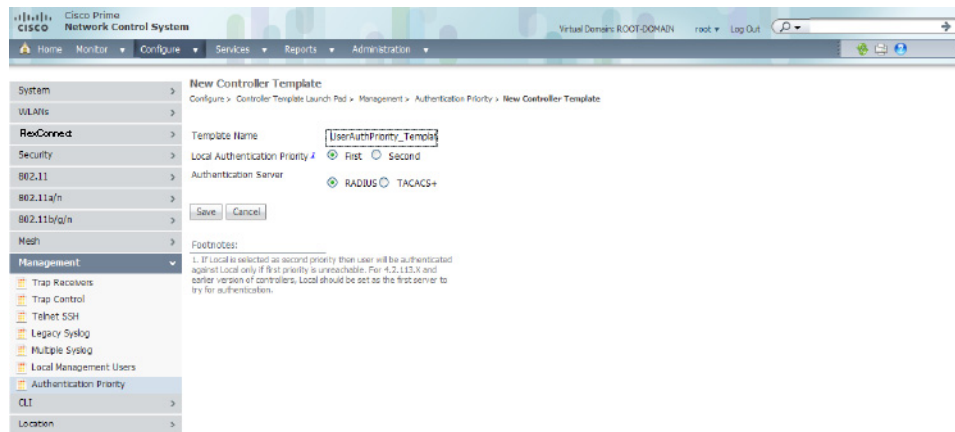 Cisco Prime
CISCO Network Control System
Virtual Domain: ROOT-DOMAIN root Log Out
Home Monitor Configure Services Reports Administration
System
WLANs
FlexConnect
Security
802.11
802.11a/n
802.11b/g/n
Mesh
Management
Trap Receivers
Trap Control
Telnet SSH
Legacy Syslog
Multiple Syslog
Local Management Users
Authentication Priority
CLI
Location
New Controller Template
Configure > Controller Template Launch Pad > Management > Authentication Priority > New Controller Template
Template Name UserAuthPriority_Templat
Local Authentication Priority First Second
Authentication Server RADIUS TACACS+
Save Cancel
Footnotes:
1. If Local is selected as second priority then user will be authenticated
against Local only if first priority is unreachable. For 4.2.113.X and
earlier version of controllers, Local should be set as the first server to
try for authentication.